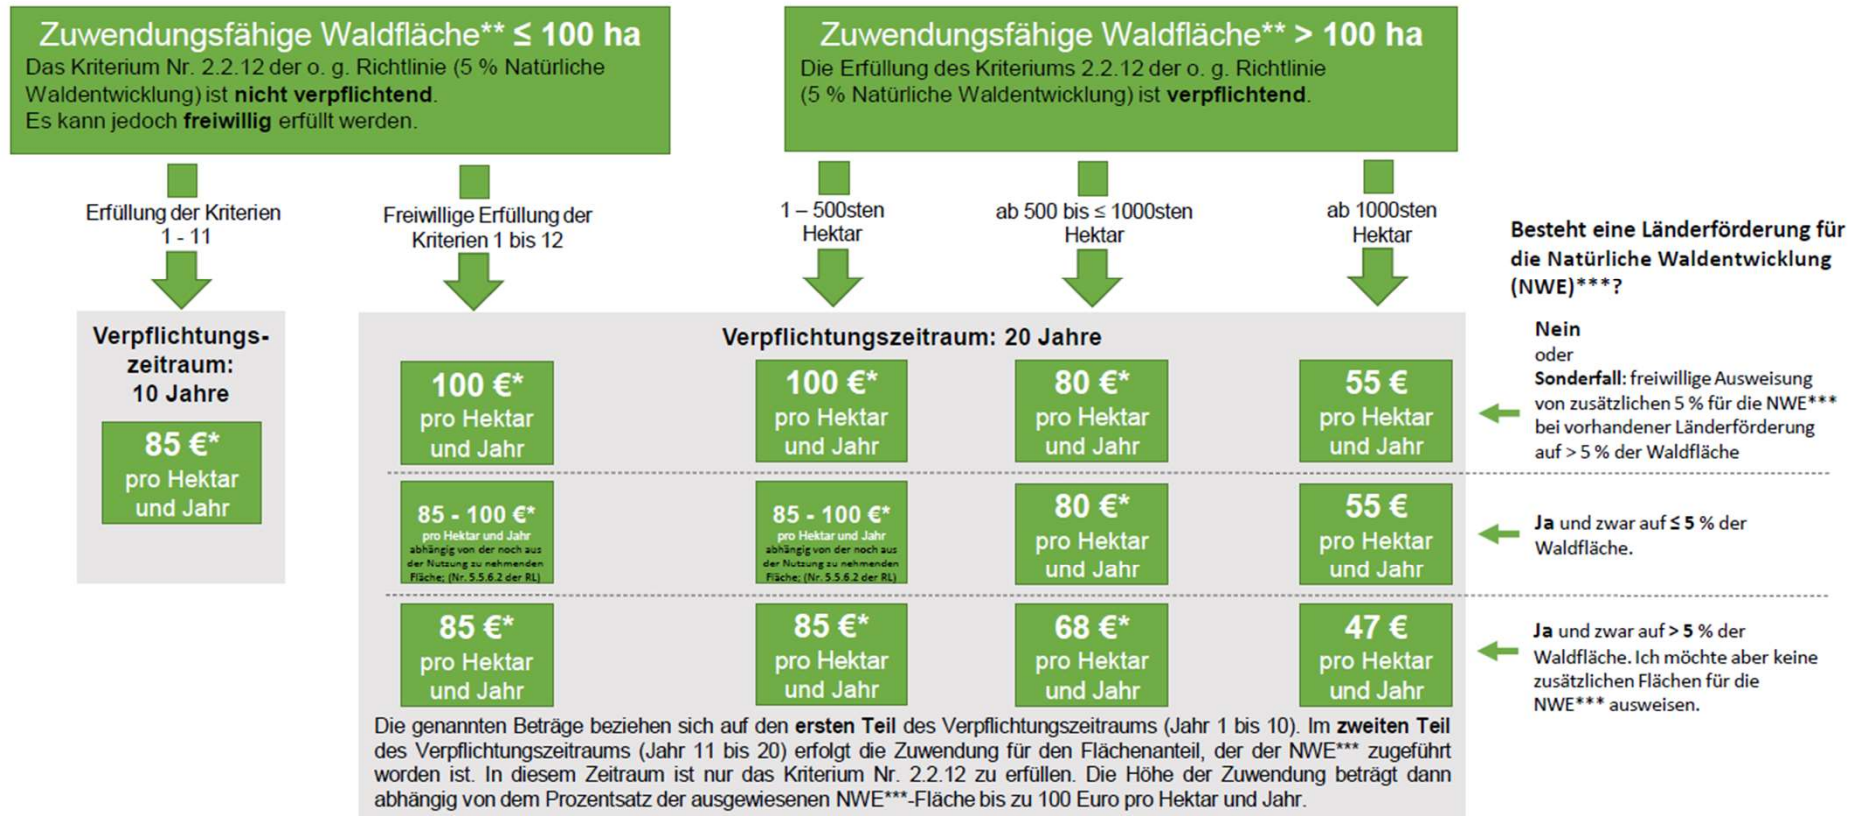 Zuwendungsfähige Waldfläche** ≤ 100 ha
Das Kriterium Nr. 2.2.12 der o. g. Richtlinie (5 % Natürliche
Waldentwicklung) ist nicht verpflichtend.
Es kann jedoch freiwillig erfüllt werden.
Zuwendungsfähige Waldfläche** > 100 ha
Die Erfüllung des Kriteriums 2.2.12 der o. g. Richtlinie
(5 % Natürliche Waldentwicklung) ist verpflichtend.
Erfüllung der Kriterien
1 - 11
Freiwillige Erfüllung der
Kriterien 1 bis 12
1 – 500sten
Hektar
ab 500 bis ≤ 1000sten
Hektar
ab 1000sten
Hektar
Besteht eine Länderförderung für
die Natürliche Waldentwicklung
(NWE)***?
Verpflichtungs-
zeitraum:
10 Jahre
85 €*
pro Hektar
und Jahr
Verpflichtungszeitraum: 20 Jahre
100 €*
pro Hektar
und Jahr
100 €*
pro Hektar
und Jahr
80 €*
pro Hektar
und Jahr
55 €
pro Hektar
und Jahr
Nein
oder
Sonderfall: freiwillige Ausweisung
von zusätzlichen 5 % für die NWE***
bei vorhandener Länderförderung
auf > 5 % der Waldfläche
85 - 100 €*
pro Hektar und Jahr
abhängig von der noch aus
der Nutzung zu nehmenden
Fläche; (Nr. 5.5.6.2 der RL)
85 - 100 €*
pro Hektar und Jahr
abhängig von der noch aus
der Nutzung zu nehmenden
Fläche; (Nr. 5.5.6.2 der RL)
80 €*
pro Hektar
und Jahr
55 €
pro Hektar
und Jahr
Ja und zwar auf ≤ 5 % der
Waldfläche.
85 €*
pro Hektar
und Jahr
85 €*
pro Hektar
und Jahr
68 €*
pro Hektar
und Jahr
47 €
pro Hektar
und Jahr
Ja und zwar auf > 5 % der
Waldfläche. Ich möchte aber keine
zusätzlichen Flächen für die
NWE*** ausweisen.
Die genannten Beträge beziehen sich auf den ersten Teil des Verpflichtungszeitraums (Jahr 1 bis 10). Im zweiten Teil
des Verpflichtungszeitraums (Jahr 11 bis 20) erfolgt die Zuwendung für den Flächenanteil, der der NWE*** zugeführt
worden ist. In diesem Zeitraum ist nur das Kriterium Nr. 2.2.12 zu erfüllen. Die Höhe der Zuwendung beträgt dann
abhängig von dem Prozentsatz der ausgewiesenen NWE***-Fläche bis zu 100 Euro pro Hektar und Jahr.